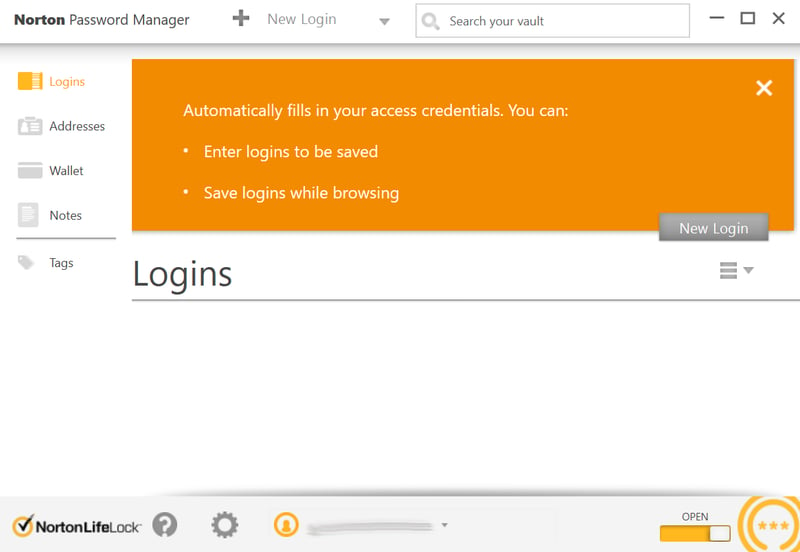 Norton Password Manager
New Login
Search your vault
Logins
Addresses
Wallet
Notes
Tags
Automatically fills in your access credentials. You can:
• Enter logins to be saved
• Save logins while browsing
New Login
Logins
NortonLifeLock
OPEN
***